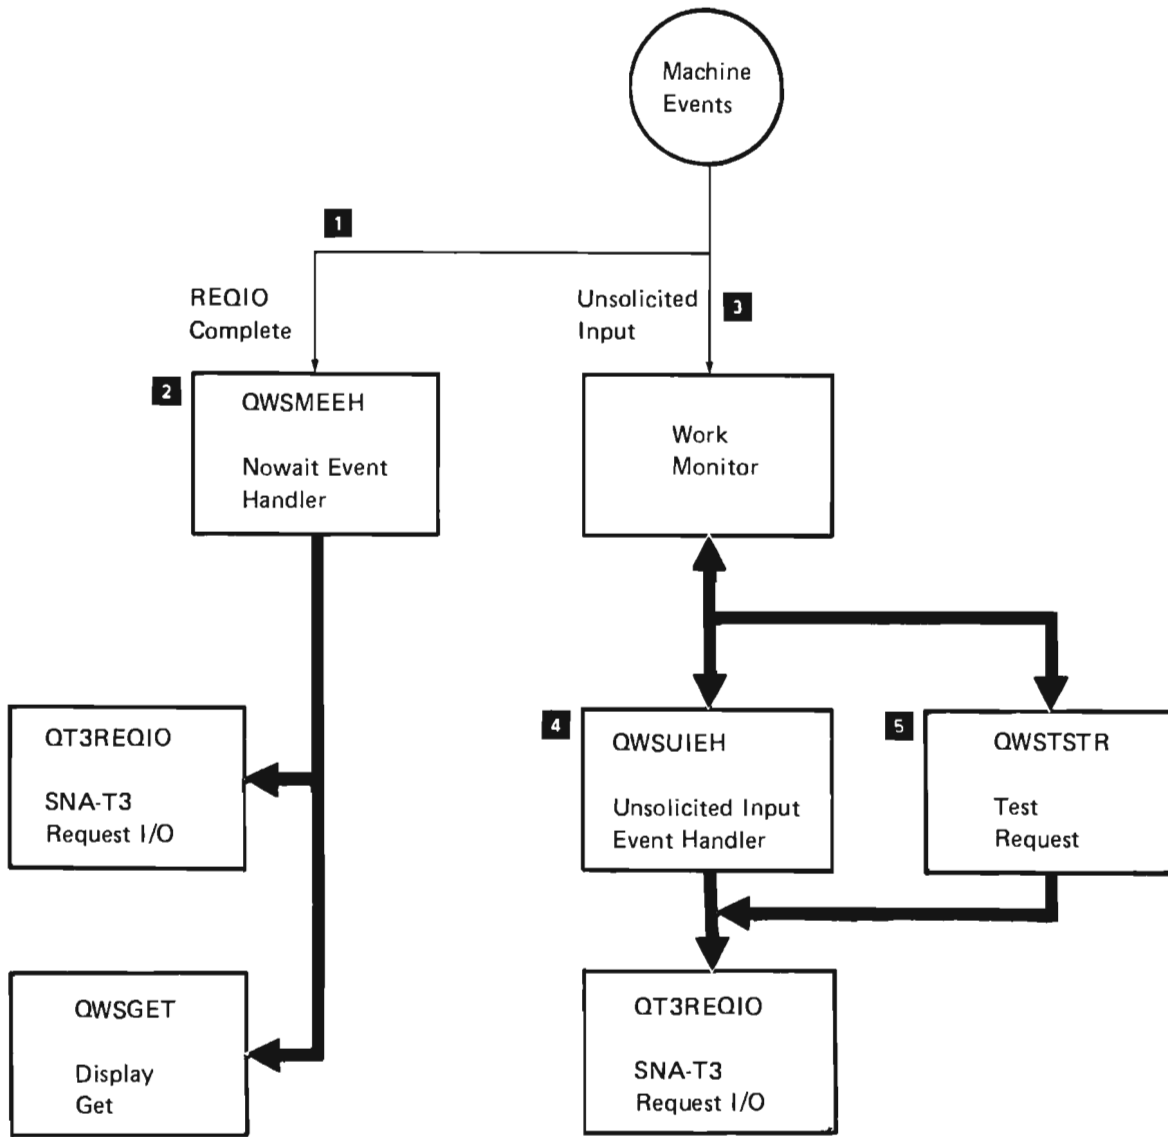 Machine
Events
1
REQIO
Complete
Unsolicited
Input
3
2
QWSMEEH
Nowait Event
Handler
Work
Monitor
QT3REQIO
SNA-T3
Request I/O
4
QWSUIEH
Unsolicited Input
Event Handler
5
QWSTSTR
Test
Request
QWSGET
Display
Get
QT3REQIO
SNA-T3
Request I/O